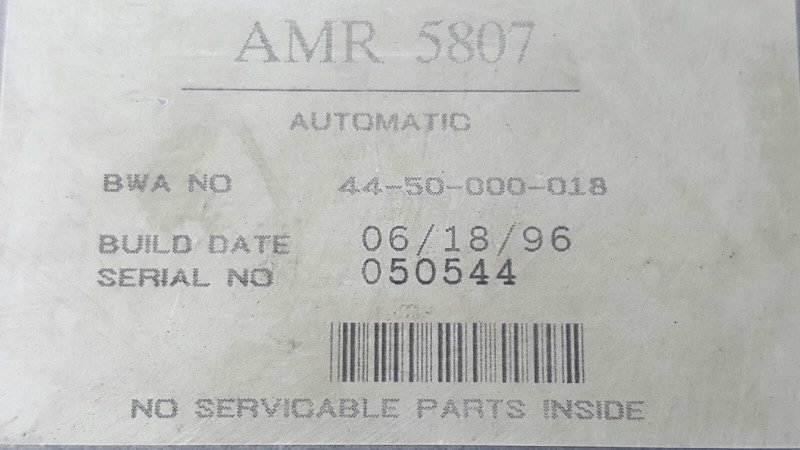 AMR 5807
AUTOMATIC
BWA NO 44-50-000-018
BUILD DATE 06/18/96
SERIAL NO 050544
NO SERVICABLE PARTS INSIDE